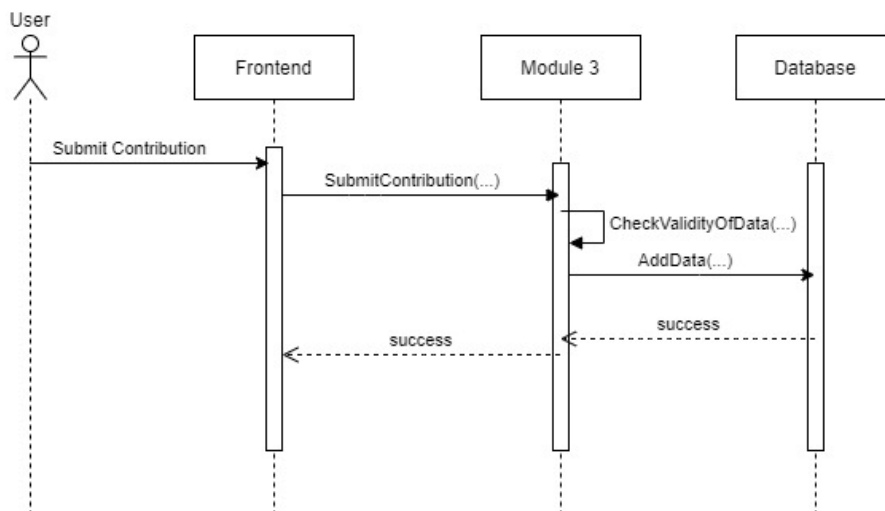 User
Frontend
Module 3
Database
Submit Contribution
SubmitContribution(...)
CheckValidityOfData(...)
AddData(...)
success
success